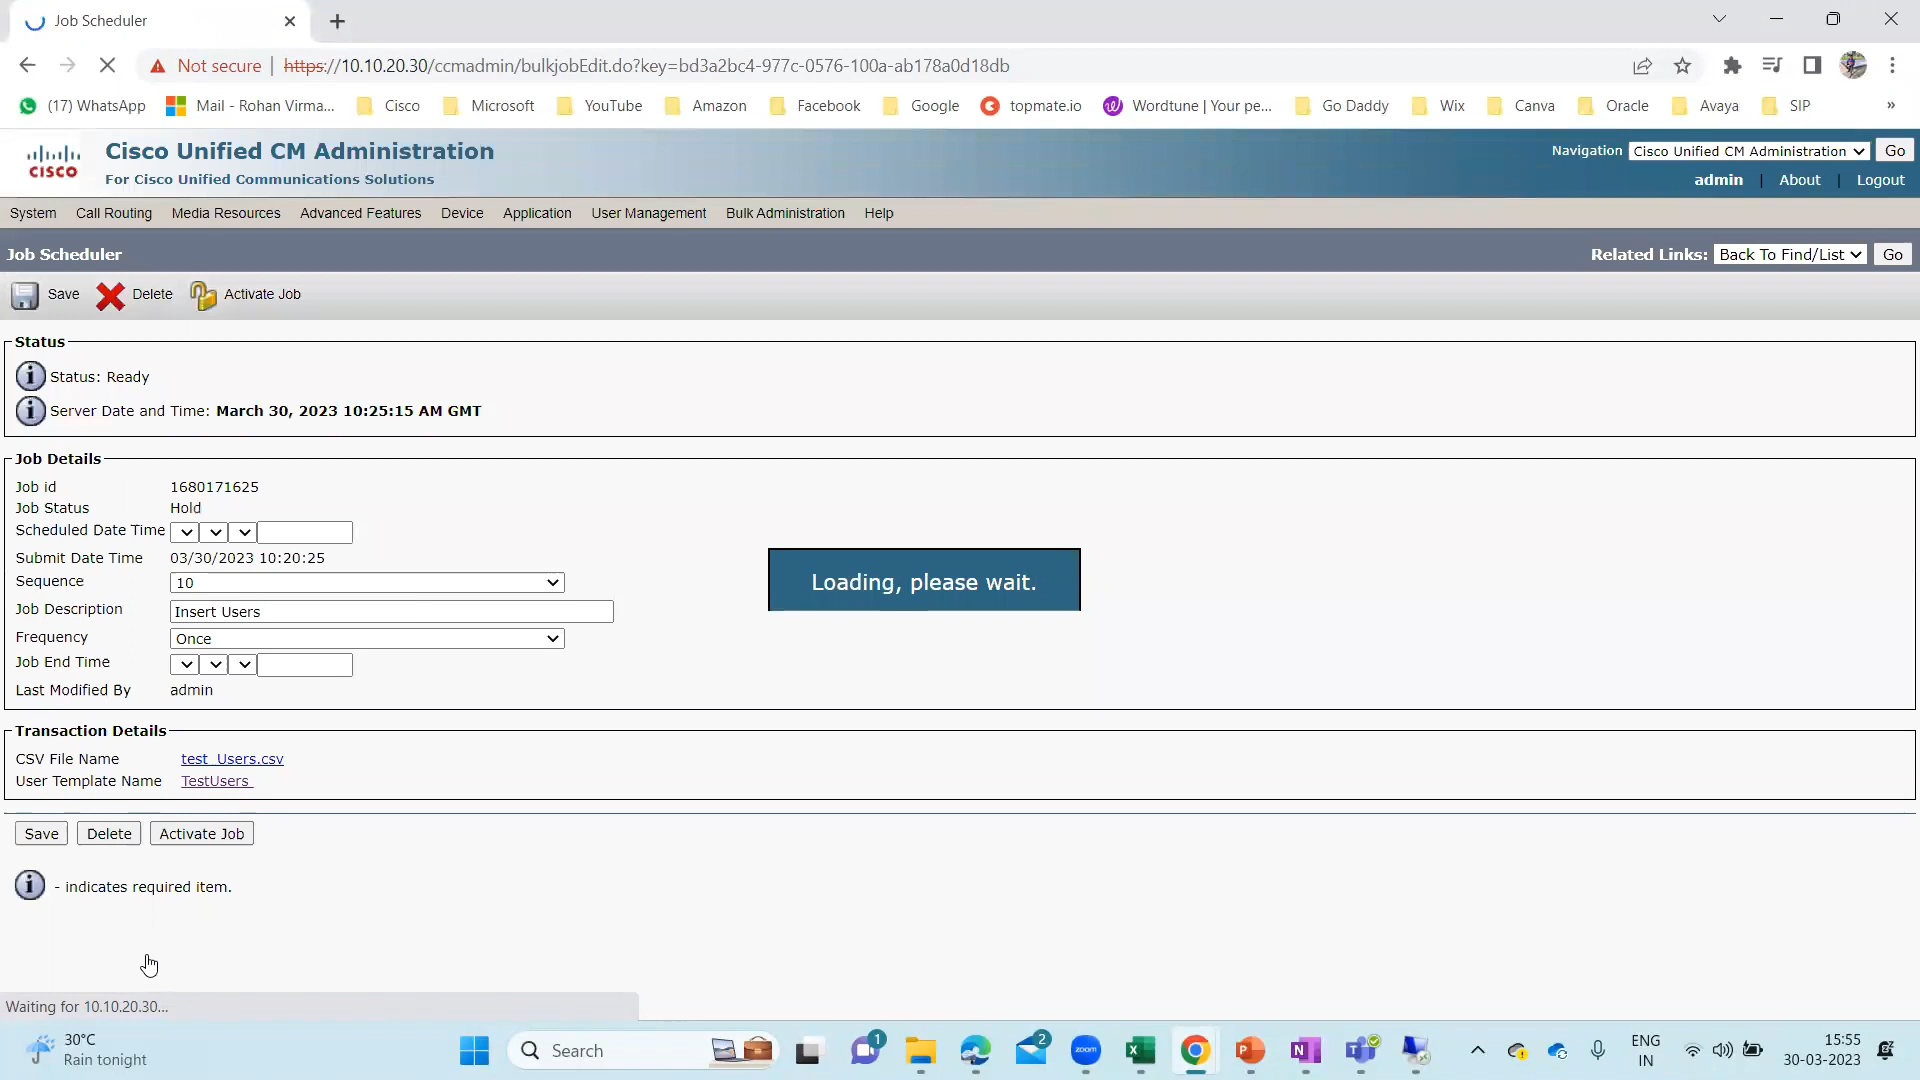 Job Scheduler
Not secure | https://10.10.20.30/ccmadmin/bulkjobEdit.do?key=bd3a2bc4-977c-0576-100a-ab178a0d18db
(17) WhatsApp Mail - Rohan Virma... Cisco Microsoft YouTube Amazon Facebook Google topmate.io Wordtune | Your pe... Go Daddy Wix Canva Oracle Avaya SIP »
CISCO
Cisco Unified CM Administration
For Cisco Unified Communications Solutions
Navigation Cisco Unified CM Administration Go
admin | About | Logout
System Call Routing Media Resources Advanced Features Device Application User Management Bulk Administration Help
Job Scheduler
Related Links: Back To Find/List Go
Save Delete Activate Job
Status
Status: Ready
Server Date and Time: March 30, 2023 10:25:15 AM GMT
Job Details
Job id 1680171625
Job Status Hold
Scheduled Date Time
Submit Date Time 03/30/2023 10:20:25
Sequence 10
Job Description Insert Users
Frequency Once
Job End Time
Last Modified By admin
Loading, please wait.
Transaction Details
CSV File Name test_Users.csv
User Template Name TestUsers
Save Delete Activate Job
- indicates required item.
Waiting for 10.10.20.30...
30°C
Rain tonight
Search
1
2
zoom
ENG
IN
15:55
30-03-2023